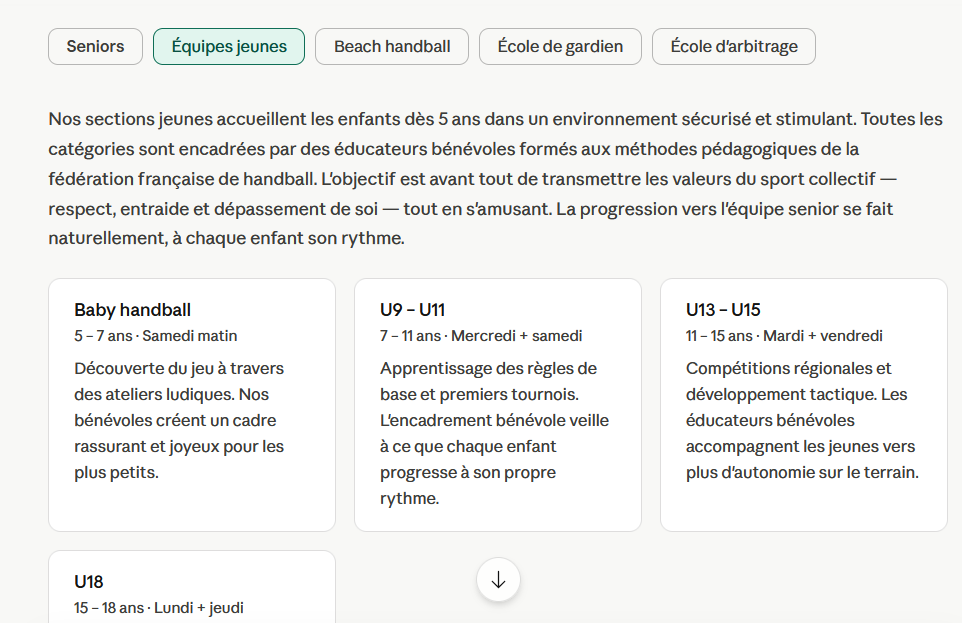 Seniors
Équipes jeunes
Beach handball
École de gardien
École d'arbitrage
Nos sections jeunes accueillent les enfants dès 5 ans dans un environnement sécurisé et stimulant. Toutes les
catégories sont encadrées par des éducateurs bénévoles formés aux méthodes pédagogiques de la
fédération française de handball. L'objectif est avant tout de transmettre les valeurs du sport collectif —
respect, entraide et dépassement de soi — tout en s'amusant. La progression vers l'équipe senior se fait
naturellement, à chaque enfant son rythme.
Baby handball
5 – 7 ans · Samedi matin
Découverte du jeu à travers
des ateliers ludiques. Nos
bénévoles créent un cadre
rassurant et joyeux pour les
plus petits.
U9 – U11
7 – 11 ans · Mercredi + samedi
Apprentissage des règles de
base et premiers tournois.
L'encadrement bénévole veille
à ce que chaque enfant
progresse à son propre
rythme.
U13 – U15
11 – 15 ans · Mardi + vendredi
Compétitions régionales et
développement tactique. Les
éducateurs bénévoles
accompagnent les jeunes vers
plus d'autonomie sur le terrain.
U18
15 – 18 ans · Lundi + jeudi